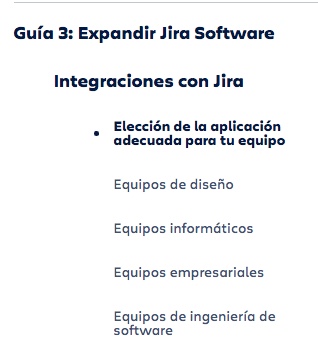 Guía 3: Expandir Jira Software
Integraciones con Jira
Elección de la aplicación
adecuada para tu equipo
Equipos de diseño
Equipos informáticos
Equipos empresariales
Equipos de ingeniería de
software